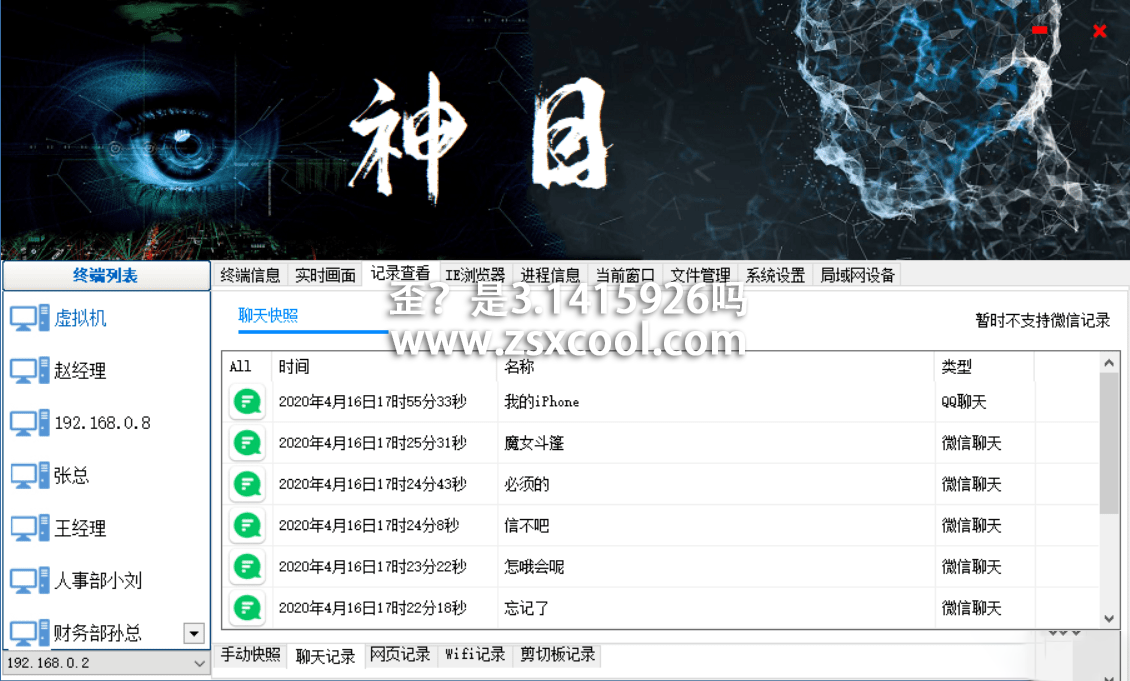 神目
终端列表
终端信息 实时画面 记录查看 IE浏览器 进程信息 当前窗口 文件管理 系统设置 局域网设备
歪？是3.1415926吗
www.zsxcool.com
聊天快照
暂时不支持微信记录
虚拟机
赵经理
192.168.0.8
张总
王经理
人事部小刘
财务部孙总
192.168.0.2
All 时间 名称 类型
2020年4月16日17时55分33秒 我的iPhone QQ聊天
2020年4月16日17时25分31秒 魔女斗篷 微信聊天
2020年4月16日17时24分43秒 必须的 微信聊天
2020年4月16日17时24分8秒 信不吧 微信聊天
2020年4月16日17时23分22秒 怎哦会呢 微信聊天
2020年4月16日17时22分18秒 忘记了 微信聊天
手动快照 聊天记录 网页记录 Wifi记录 剪切板记录